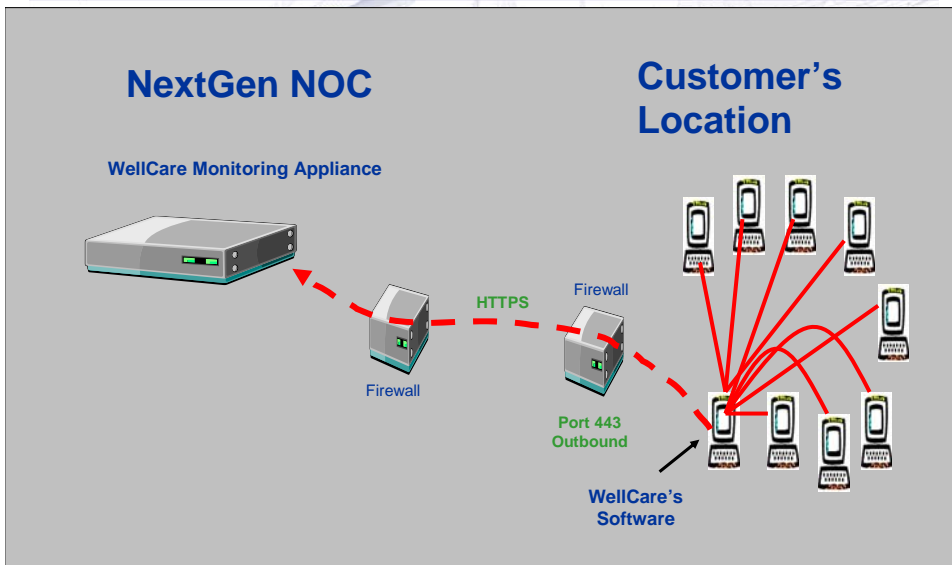 NextGen NOC
Customer's
Location
WellCare Monitoring Appliance
Firewall
HTTPS
Firewall
Port 443
Outbound
WellCare's
Software